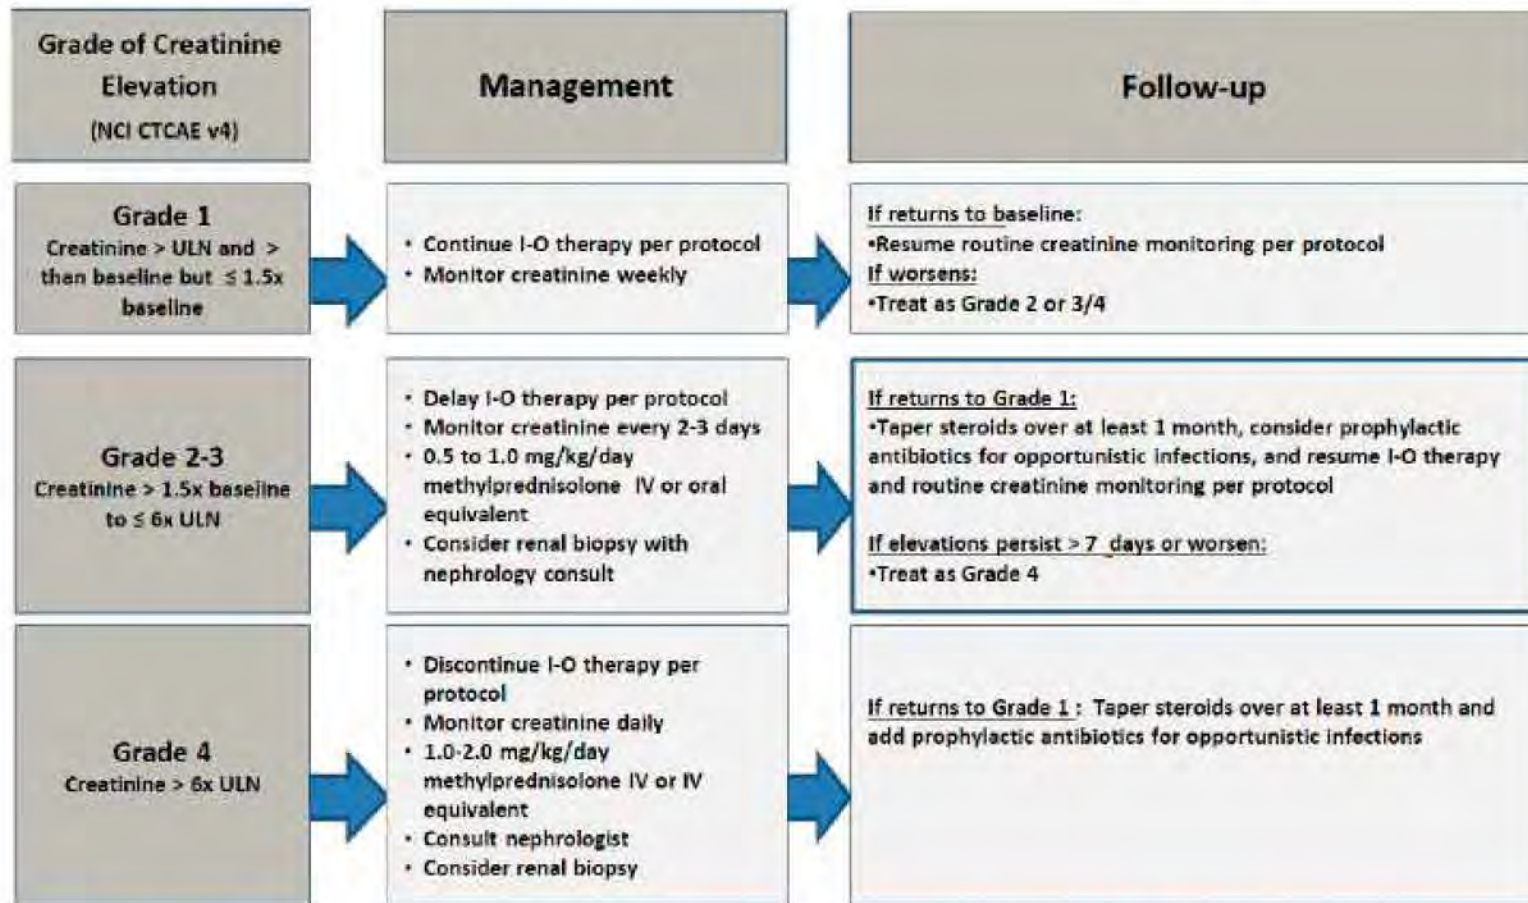 Grade of Creatinine
Elevation
(NCI CTCAE v4)
Management
Follow-up
Grade 1
Creatinine > ULN and >
than baseline but ≤ 1.5x
baseline
• Continue I-O therapy per protocol
• Monitor creatinine weekly
If returns to baseline:
•Resume routine creatinine monitoring per protocol
If worsens:
•Treat as Grade 2 or 3/4
Grade 2-3
Creatinine > 1.5x baseline
to ≤ 6x ULN
• Delay I-O therapy per protocol
• Monitor creatinine every 2-3 days
• 0.5 to 1.0 mg/kg/day
methylprednisolone IV or oral
equivalent
• Consider renal biopsy with
nephrology consult
If returns to Grade 1:
•Taper steroids over at least 1 month, consider prophylactic
antibiotics for opportunistic infections, and resume I-O therapy
and routine creatinine monitoring per protocol
If elevations persist > 7 days or worsen:
•Treat as Grade 4
Grade 4
Creatinine > 6x ULN
• Discontinue I-O therapy per
protocol
• Monitor creatinine daily
• 1.0-2.0 mg/kg/day
methylprednisolone IV or IV
equivalent
• Consult nephrologist
• Consider renal biopsy
If returns to Grade 1 : Taper steroids over at least 1 month and
add prophylactic antibiotics for opportunistic infections